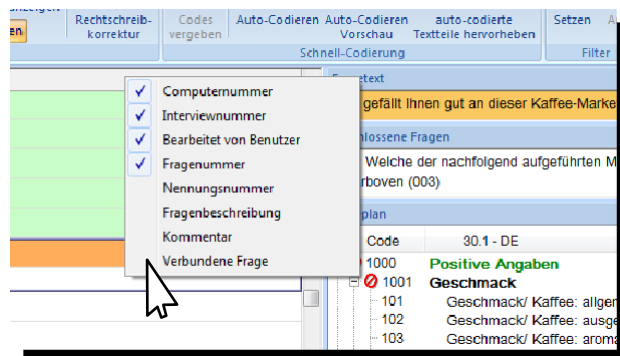 Rechtschreib-
korrektur
Codes
vergeben
Auto-Codieren
Auto-Codieren
Vorschau
auto-codierte
Textteile hervorheben
Setzen
Schnell-Codierung
Filter
Computernummer
Interviewnummer
Bearbeitet von Benutzer
Fragenummer
Nennungsnummer
Fragenbeschreibung
Kommentar
Verbundene Frage
gefällt Ihnen gut an dieser Kaffee-Marke
Fragen
Welche der nachfolgend aufgeführten M
(003)
plan
Code 30.1 - DE
1000 Positive Angaben
1001 Geschmack
101 Geschmack/ Kaffee: allgem
102 Geschmack/ Kaffee: ausge
103 Geschmack/ Kaffee: aroma